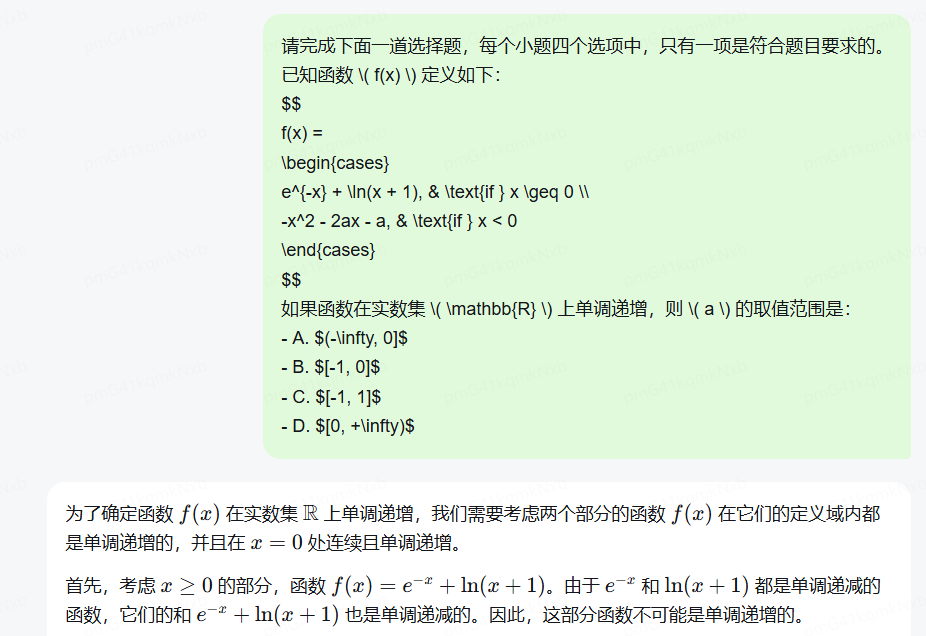 请完成下面一道选择题，每个小题四个选项中，只有一项是符合题目要求的。
已知函数 \( f(x) \) 定义如下：
$$
f(x) =
\begin{cases}
e^{-x} + \ln(x + 1), & \text{if } x \geq 0 \\
-x^2 - 2ax - a, & \text{if } x < 0
\end{cases}
$$
如果函数在实数集 \( \mathbb{R} \) 上单调递增，则 \( a \) 的取值范围是：
- A. $(-\infty, 0]$
- B. $[-1, 0]$
- C. $[-1, 1]$
- D. $[0, +\infty)$
为了确定函数 f(x) 在实数集 ℝ 上单调递增，我们需要考虑两个部分的函数 f(x) 在它们的定义域内都
是单调递增的，并且在 x = 0 处连续且单调递增。
首先，考虑 x ≥ 0 的部分，函数 f(x) = e⁻ˣ + ln(x + 1)。由于 e⁻ˣ 和 ln(x + 1) 都是单调递减的
函数，它们的和 e⁻ˣ + ln(x + 1) 也是单调递减的。因此，这部分函数不可能是单调递增的。